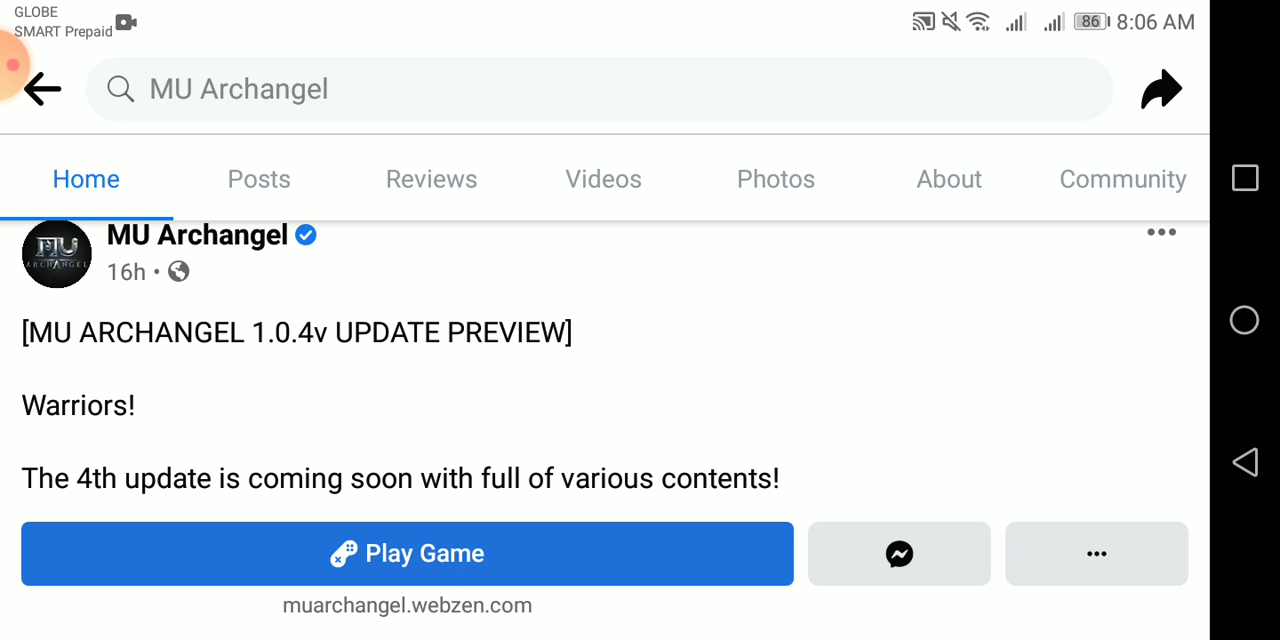 GLOBE
SMART Prepaid
86 8:06 AM
MU Archangel
Home Posts Reviews Videos Photos About Community
MU
ARCHANGEL
MU Archangel
16h •
[MU ARCHANGEL 1.0.4v UPDATE PREVIEW]
Warriors!
The 4th update is coming soon with full of various contents!
Play Game
muarchangel.webzen.com